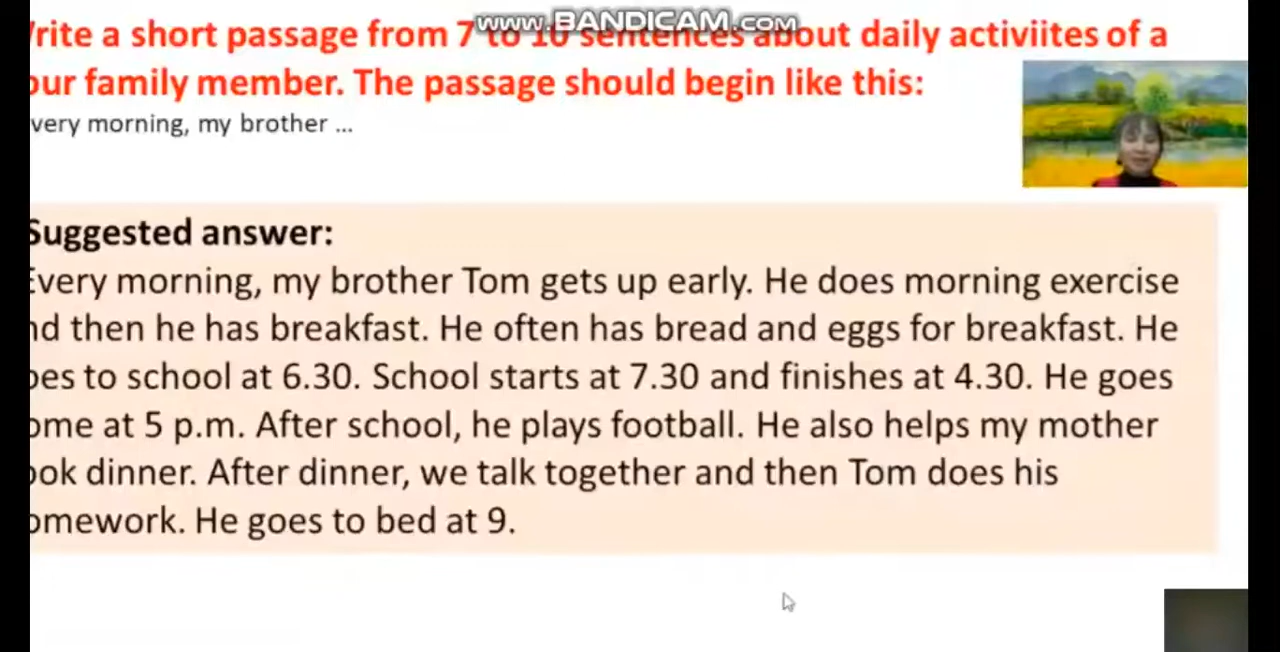 www.BANDICAM.com
rite a short passage from 7 to 10 sentences about daily activiites of a
our family member. The passage should begin like this:
very morning, my brother ...
Suggested answer:
Every morning, my brother Tom gets up early. He does morning exercise
nd then he has breakfast. He often has bread and eggs for breakfast. He
oes to school at 6.30. School starts at 7.30 and finishes at 4.30. He goes
ome at 5 p.m. After school, he plays football. He also helps my mother
ook dinner. After dinner, we talk together and then Tom does his
omework. He goes to bed at 9.